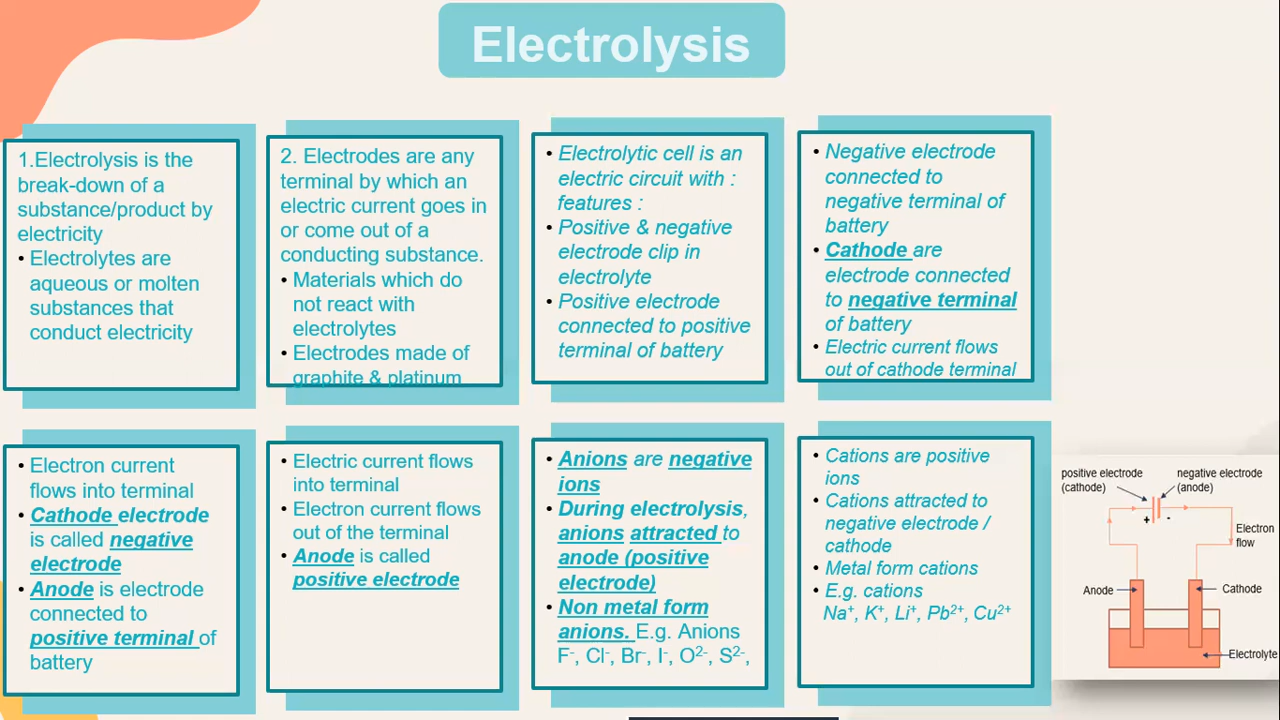 Electrolysis
1.Electrolysis is the
break-down of a
substance/product by
electricity
• Electrolytes are
aqueous or molten
substances that
conduct electricity
2. Electrodes are any
terminal by which an
electric current goes in
or come out of a
conducting substance.
• Materials which do
not react with
electrolytes
• Electrodes made of
graphite & platinum
• Electrolytic cell is an
electric circuit with :
features :
• Positive & negative
electrode clip in
electrolyte
• Positive electrode
connected to positive
terminal of battery
• Negative electrode
connected to
negative terminal of
battery
• Cathode are
electrode connected
to negative terminal
of battery
• Electric current flows
out of cathode terminal
• Electron current
flows into terminal
• Cathode electrode
is called negative
electrode
• Anode is electrode
connected to
positive terminal of
battery
• Electric current flows
into terminal
• Electron current flows
out of the terminal
• Anode is called
positive electrode
• Anions are negative
ions
• During electrolysis,
anions attracted to
anode (positive
electrode)
• Non metal form
anions. E.g. Anions
F⁻, Cl⁻, Br⁻, I⁻, O²⁻, S²⁻,
• Cations are positive
ions
• Cations attracted to
negative electrode /
cathode
• Metal form cations
• E.g. cations
Na⁺, K⁺, Li⁺, Pb²⁺, Cu²⁺
positive electrode
(cathode)
negative electrode
(anode)
+
-
Electron
flow
Anode
Cathode
Electrolyte